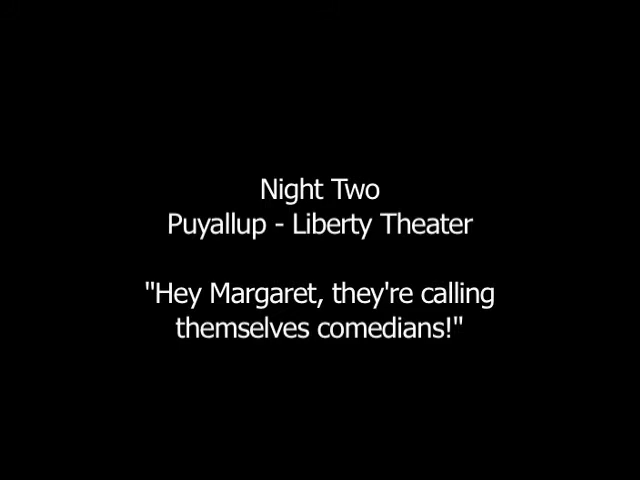 Night Two
Puyallup - Liberty Theater
"Hey Margaret, they're calling
themselves comedians!"